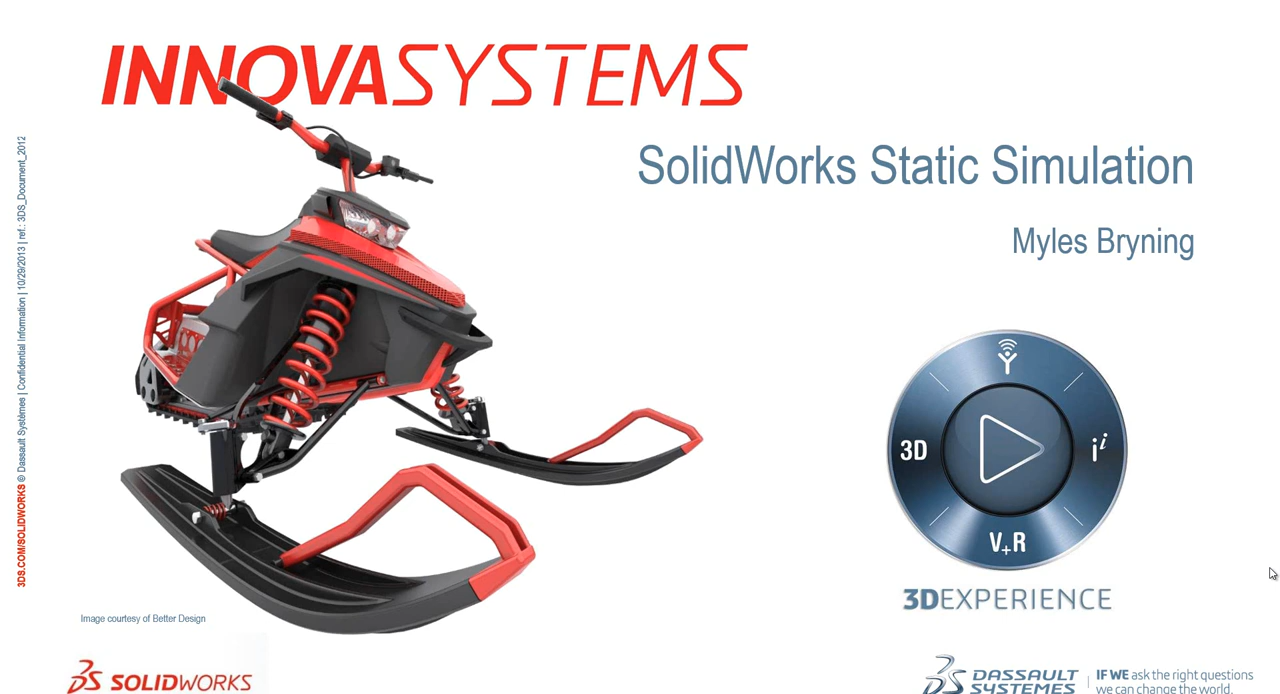 INNOVASYSTEMS
SolidWorks Static Simulation
Myles Bryning
3DS.COM/SOLIDWORKS © Dassault Systèmes | Confidential Information | 10/29/2013 | ref.: 3DS_Document_2012
3D
i i
V+R
3DEXPERIENCE
Image courtesy of Better Design
3DS SOLIDWORKS
3DS DASSAULT
SYSTEMES
IF WE ask the right questions
we can change the world.